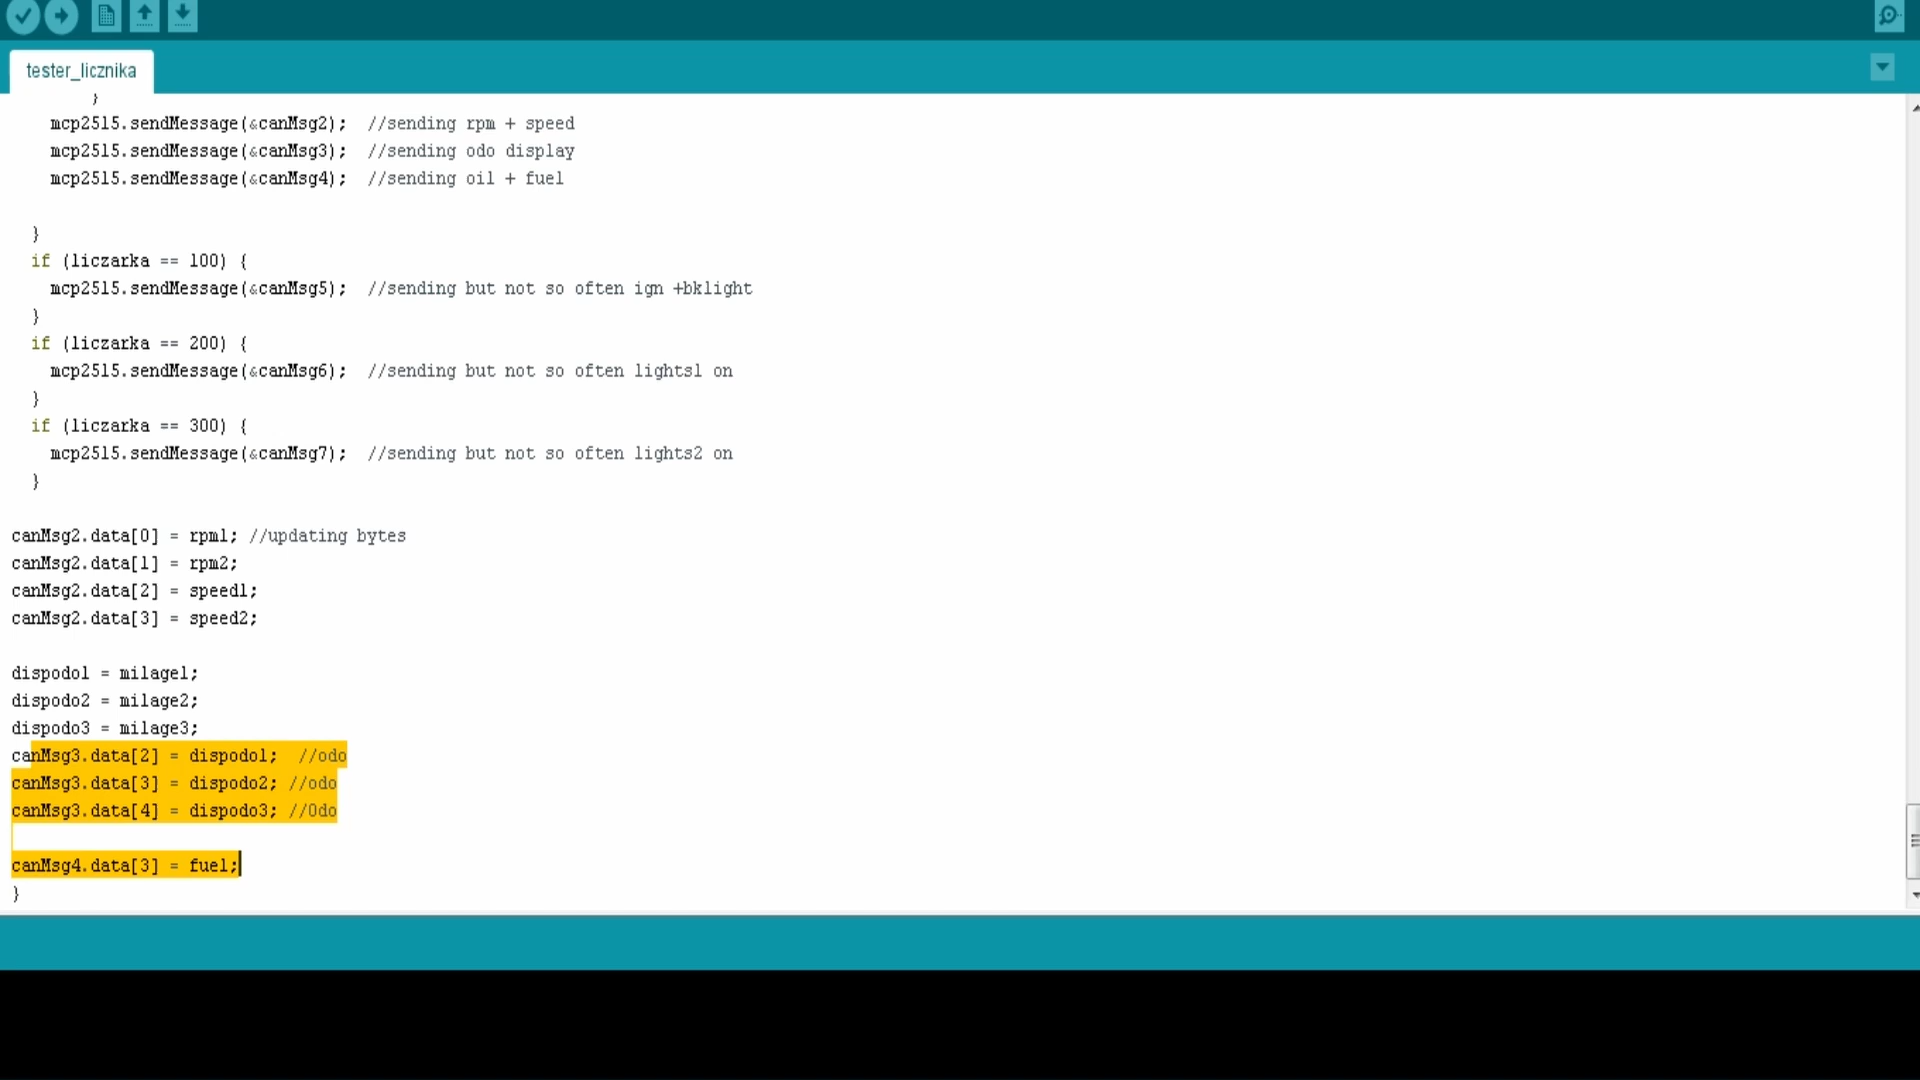 tester_licznika
}
mcp2515.sendMessage(&canMsg2);  //sending rpm + speed
mcp2515.sendMessage(&canMsg3);  //sending odo display
mcp2515.sendMessage(&canMsg4);  //sending oil + fuel
}
if (liczarka == 100) {
mcp2515.sendMessage(&canMsg5);  //sending but not so often ign +bklight
}
if (liczarka == 200) {
mcp2515.sendMessage(&canMsg6);  //sending but not so often lights1 on
}
if (liczarka == 300) {
mcp2515.sendMessage(&canMsg7);  //sending but not so often lights2 on
}
canMsg2.data[0] = rpm1; //updating bytes
canMsg2.data[1] = rpm2;
canMsg2.data[2] = speed1;
canMsg2.data[3] = speed2;
dispodo1 = milage1;
dispodo2 = milage2;
dispodo3 = milage3;
canMsg3.data[2] = dispodo1;  //odo
canMsg3.data[3] = dispodo2; //odo
canMsg3.data[4] = dispodo3; //Odo
canMsg4.data[3] = fuel;
}